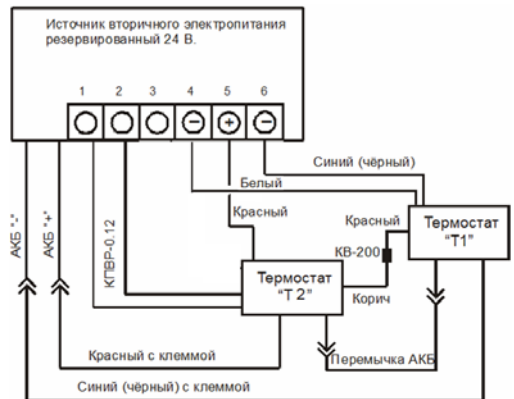 Источник вторичного электропитания
резервированный 24 В.
1 2 3 4 5 6
− + −
Синий (чёрный)
Белый
АКБ "-"
АКБ "+"
КПВР-0.12
Красный
Красный
Термостат
"Т1"
КВ-200
Термостат
"Т 2"
Корич
Перемычка АКБ
Красный с клеммой
Синий (чёрный) с клеммой